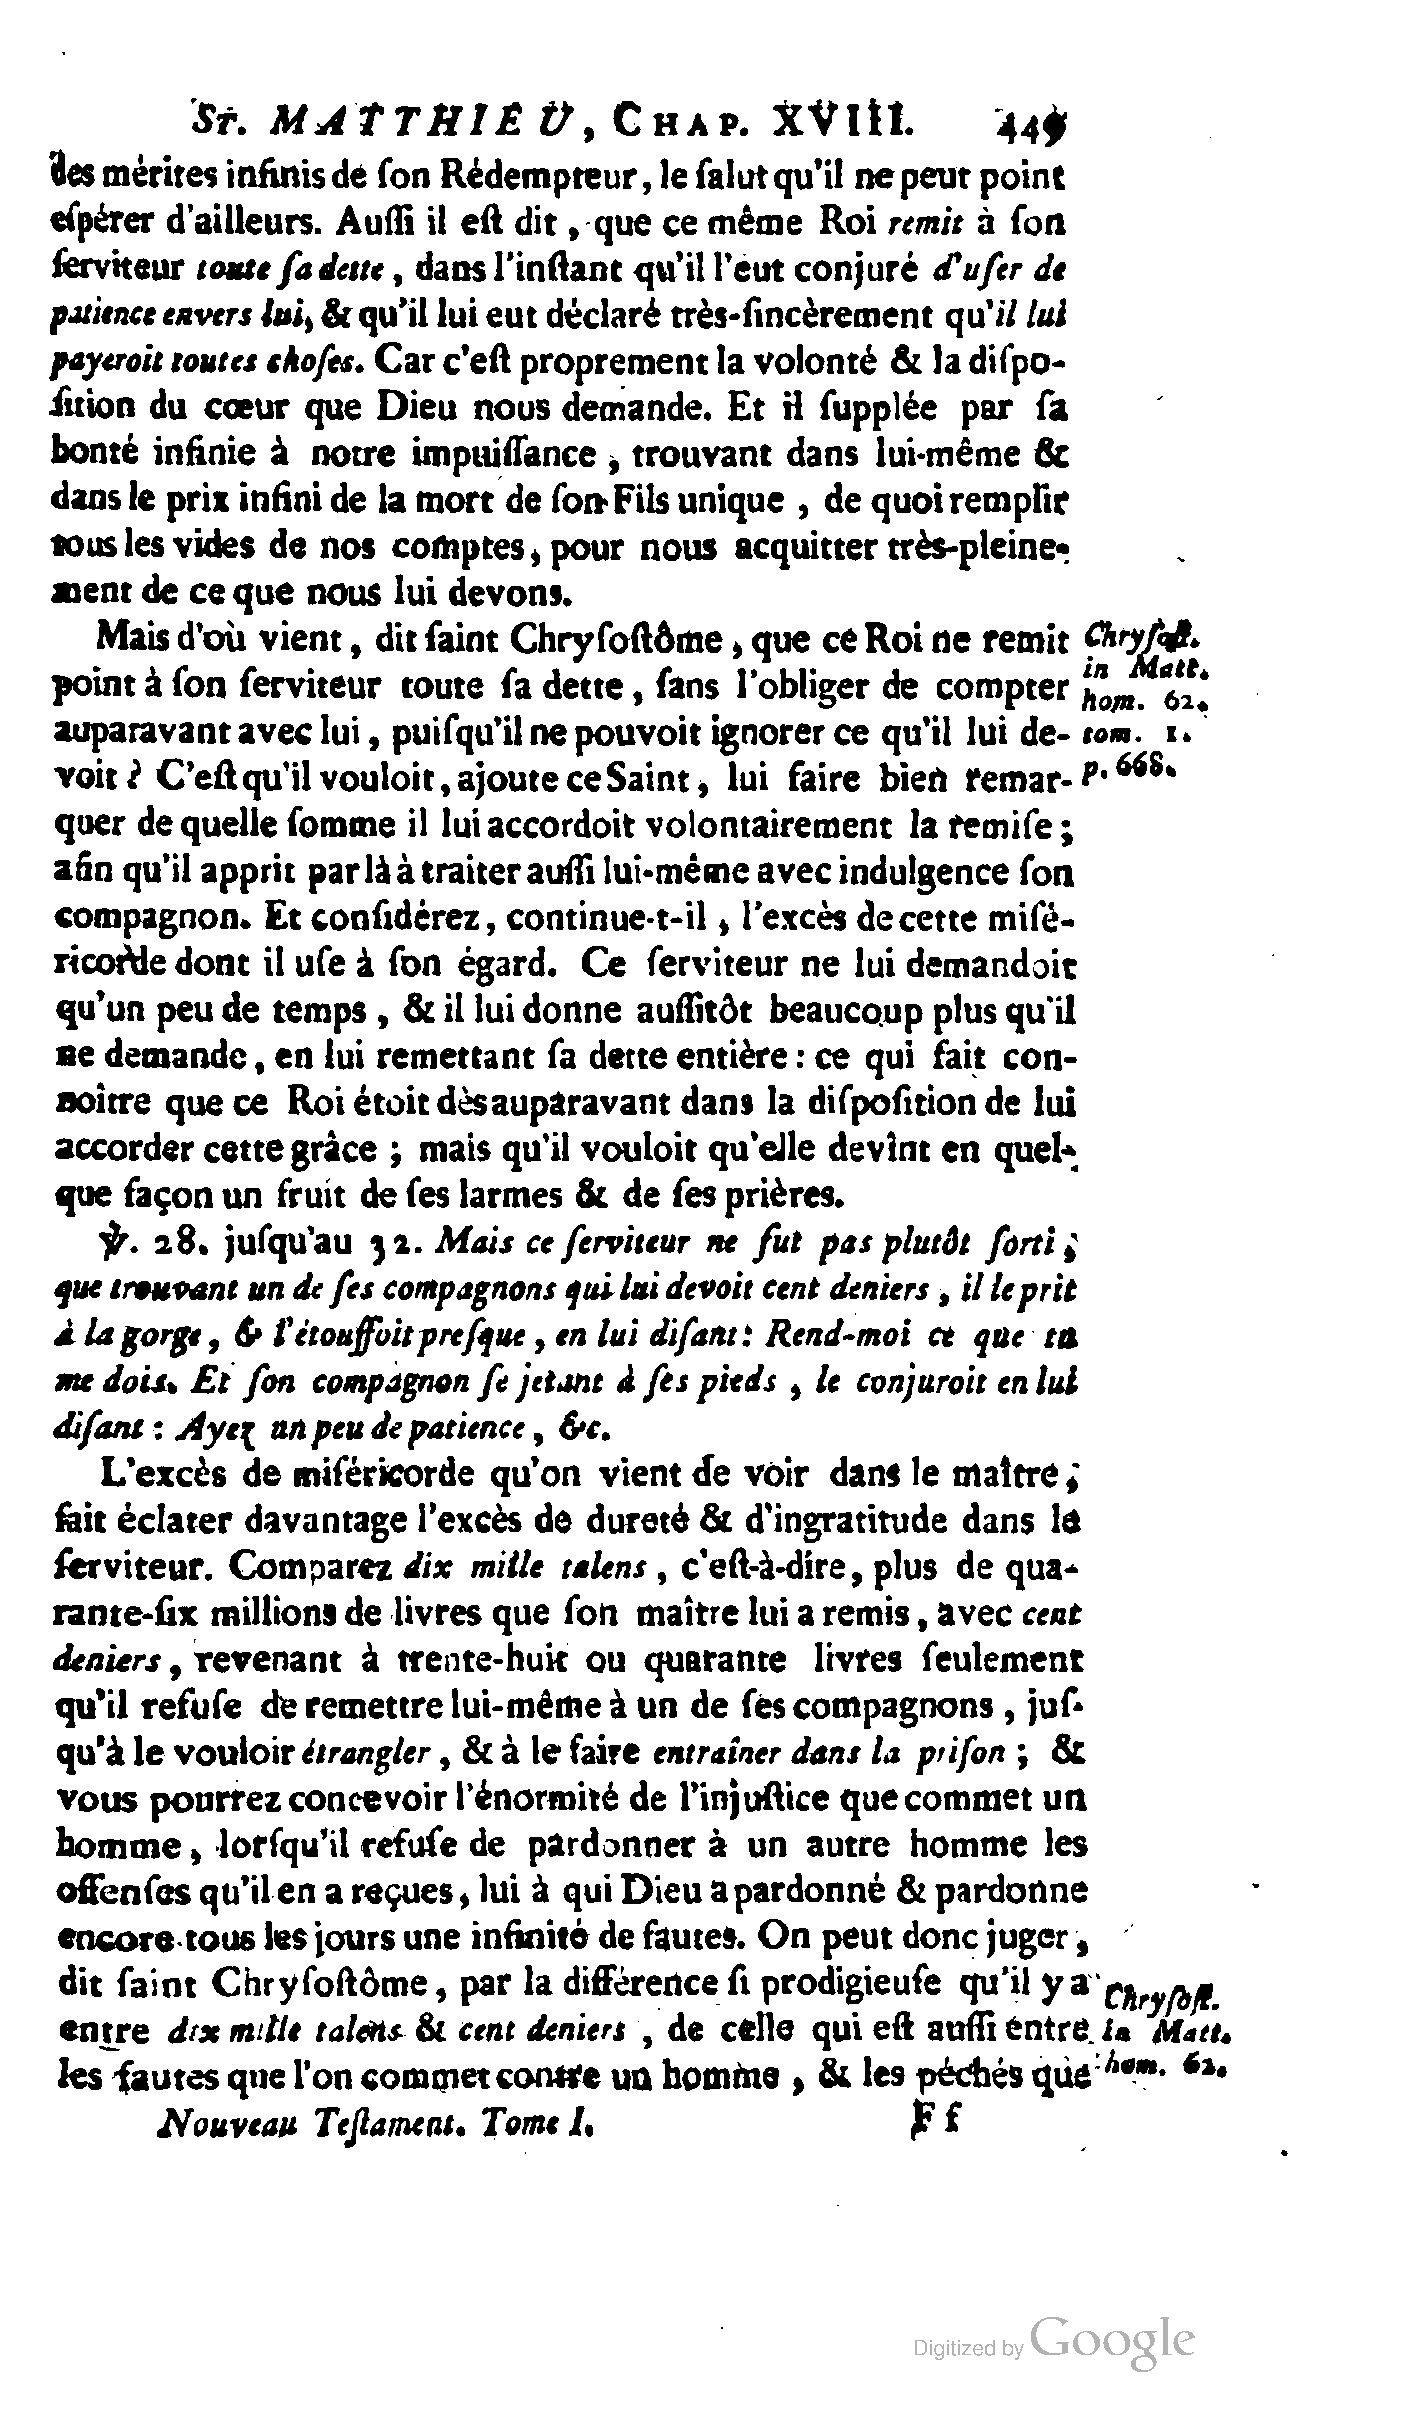 St. MATTHIEU, CHAP. XVIII. 449
des mérites infinis de ſon Rédempteur, le ſalut qu'il ne peut point
eſpérer d'ailleurs. Auſſi il eſt dit, que ce même Roi remit à ſon
ſerviteur toute ſa dette, dans l'inſtant qu'il l'eut conjuré d'uſer de
patience envers lui, & qu'il lui eut déclaré très-ſincèrement qu'il lui
payeroit toutes choſes. Car c'eſt proprement la volonté & la diſpo-
ſition du cœur que Dieu nous demande. Et il ſupplée par ſa
bonté infinie à notre impuiſſance, trouvant dans lui-même &
dans le prix infini de la mort de ſon Fils unique, de quoi remplir
tous les vides de nos comptes, pour nous acquitter très-pleine-
ment de ce que nous lui devons.
Mais d'où vient, dit ſaint Chryſoſtôme, que ce Roi ne remit
point à ſon ſerviteur toute ſa dette, ſans l'obliger de compter
auparavant avec lui, puiſqu'il ne pouvoit ignorer ce qu'il lui de-
voit? C'eſt qu'il vouloit, ajoute ce Saint, lui faire bien remar-
quer de quelle ſomme il lui accordoit volontairement la remiſe;
afin qu'il apprit par là à traiter auſſi lui-même avec indulgence ſon
compagnon. Et conſidérez, continue-t-il, l'excès de cette miſé-
ricorde dont il uſe à ſon égard. Ce ſerviteur ne lui demandoit
qu'un peu de temps, & il lui donne auſſitôt beaucoup plus qu'il
ne demande, en lui remettant ſa dette entière: ce qui fait con-
noître que ce Roi étoit dès auparavant dans la diſpoſition de lui
accorder cette grâce; mais qu'il vouloit qu'elle devînt en quel-
que façon un fruit de ſes larmes & de ſes prières.
Chryſoſt.
in Matt.
hom. 62.
tom. 1.
p. 668.
℣. 28. juſqu'au 32. Mais ce ſerviteur ne fut pas plutôt ſorti;
que trouvant un de ſes compagnons qui lui devoit cent deniers, il le prit
à la gorge, & l'étouffoit preſque, en lui diſant: Rend-moi ce que tu
me dois. Et ſon compagnon ſe jetant à ſes pieds, le conjuroit en lui
diſant: Ayez un peu de patience, &c.
L'excès de miſéricorde qu'on vient de voir dans le maître;
fait éclater davantage l'excès de dureté & d'ingratitude dans le
ſerviteur. Comparez dix mille talens, c'eſt-à-dire, plus de qua-
rante-ſix millions de livres que ſon maître lui a remis, avec cent
deniers, revenant à trente-huit ou quarante livres ſeulement
qu'il refuſe de remettre lui-même à un de ſes compagnons, juſ-
qu'à le vouloir étrangler, & à le faire entraîner dans la priſon; &
vous pourrez concevoir l'énormité de l'injuſtice que commet un
homme, lorſqu'il refuſe de pardonner à un autre homme les
offenſes qu'il en a reçues, lui à qui Dieu a pardonné & pardonne
encore tous les jours une infinité de fautes. On peut donc juger,
dit ſaint Chryſoſtôme, par la différence ſi prodigieuſe qu'il y a
entre dix mille talens & cent deniers, de celle qui eſt auſſi entre
les fautes que l'on commet contre un homme, & les péchés que
Chryſoſt.
in Matt.
hom. 62.
Nouveau Teſtament. Tome I. F f
Digitized by Google